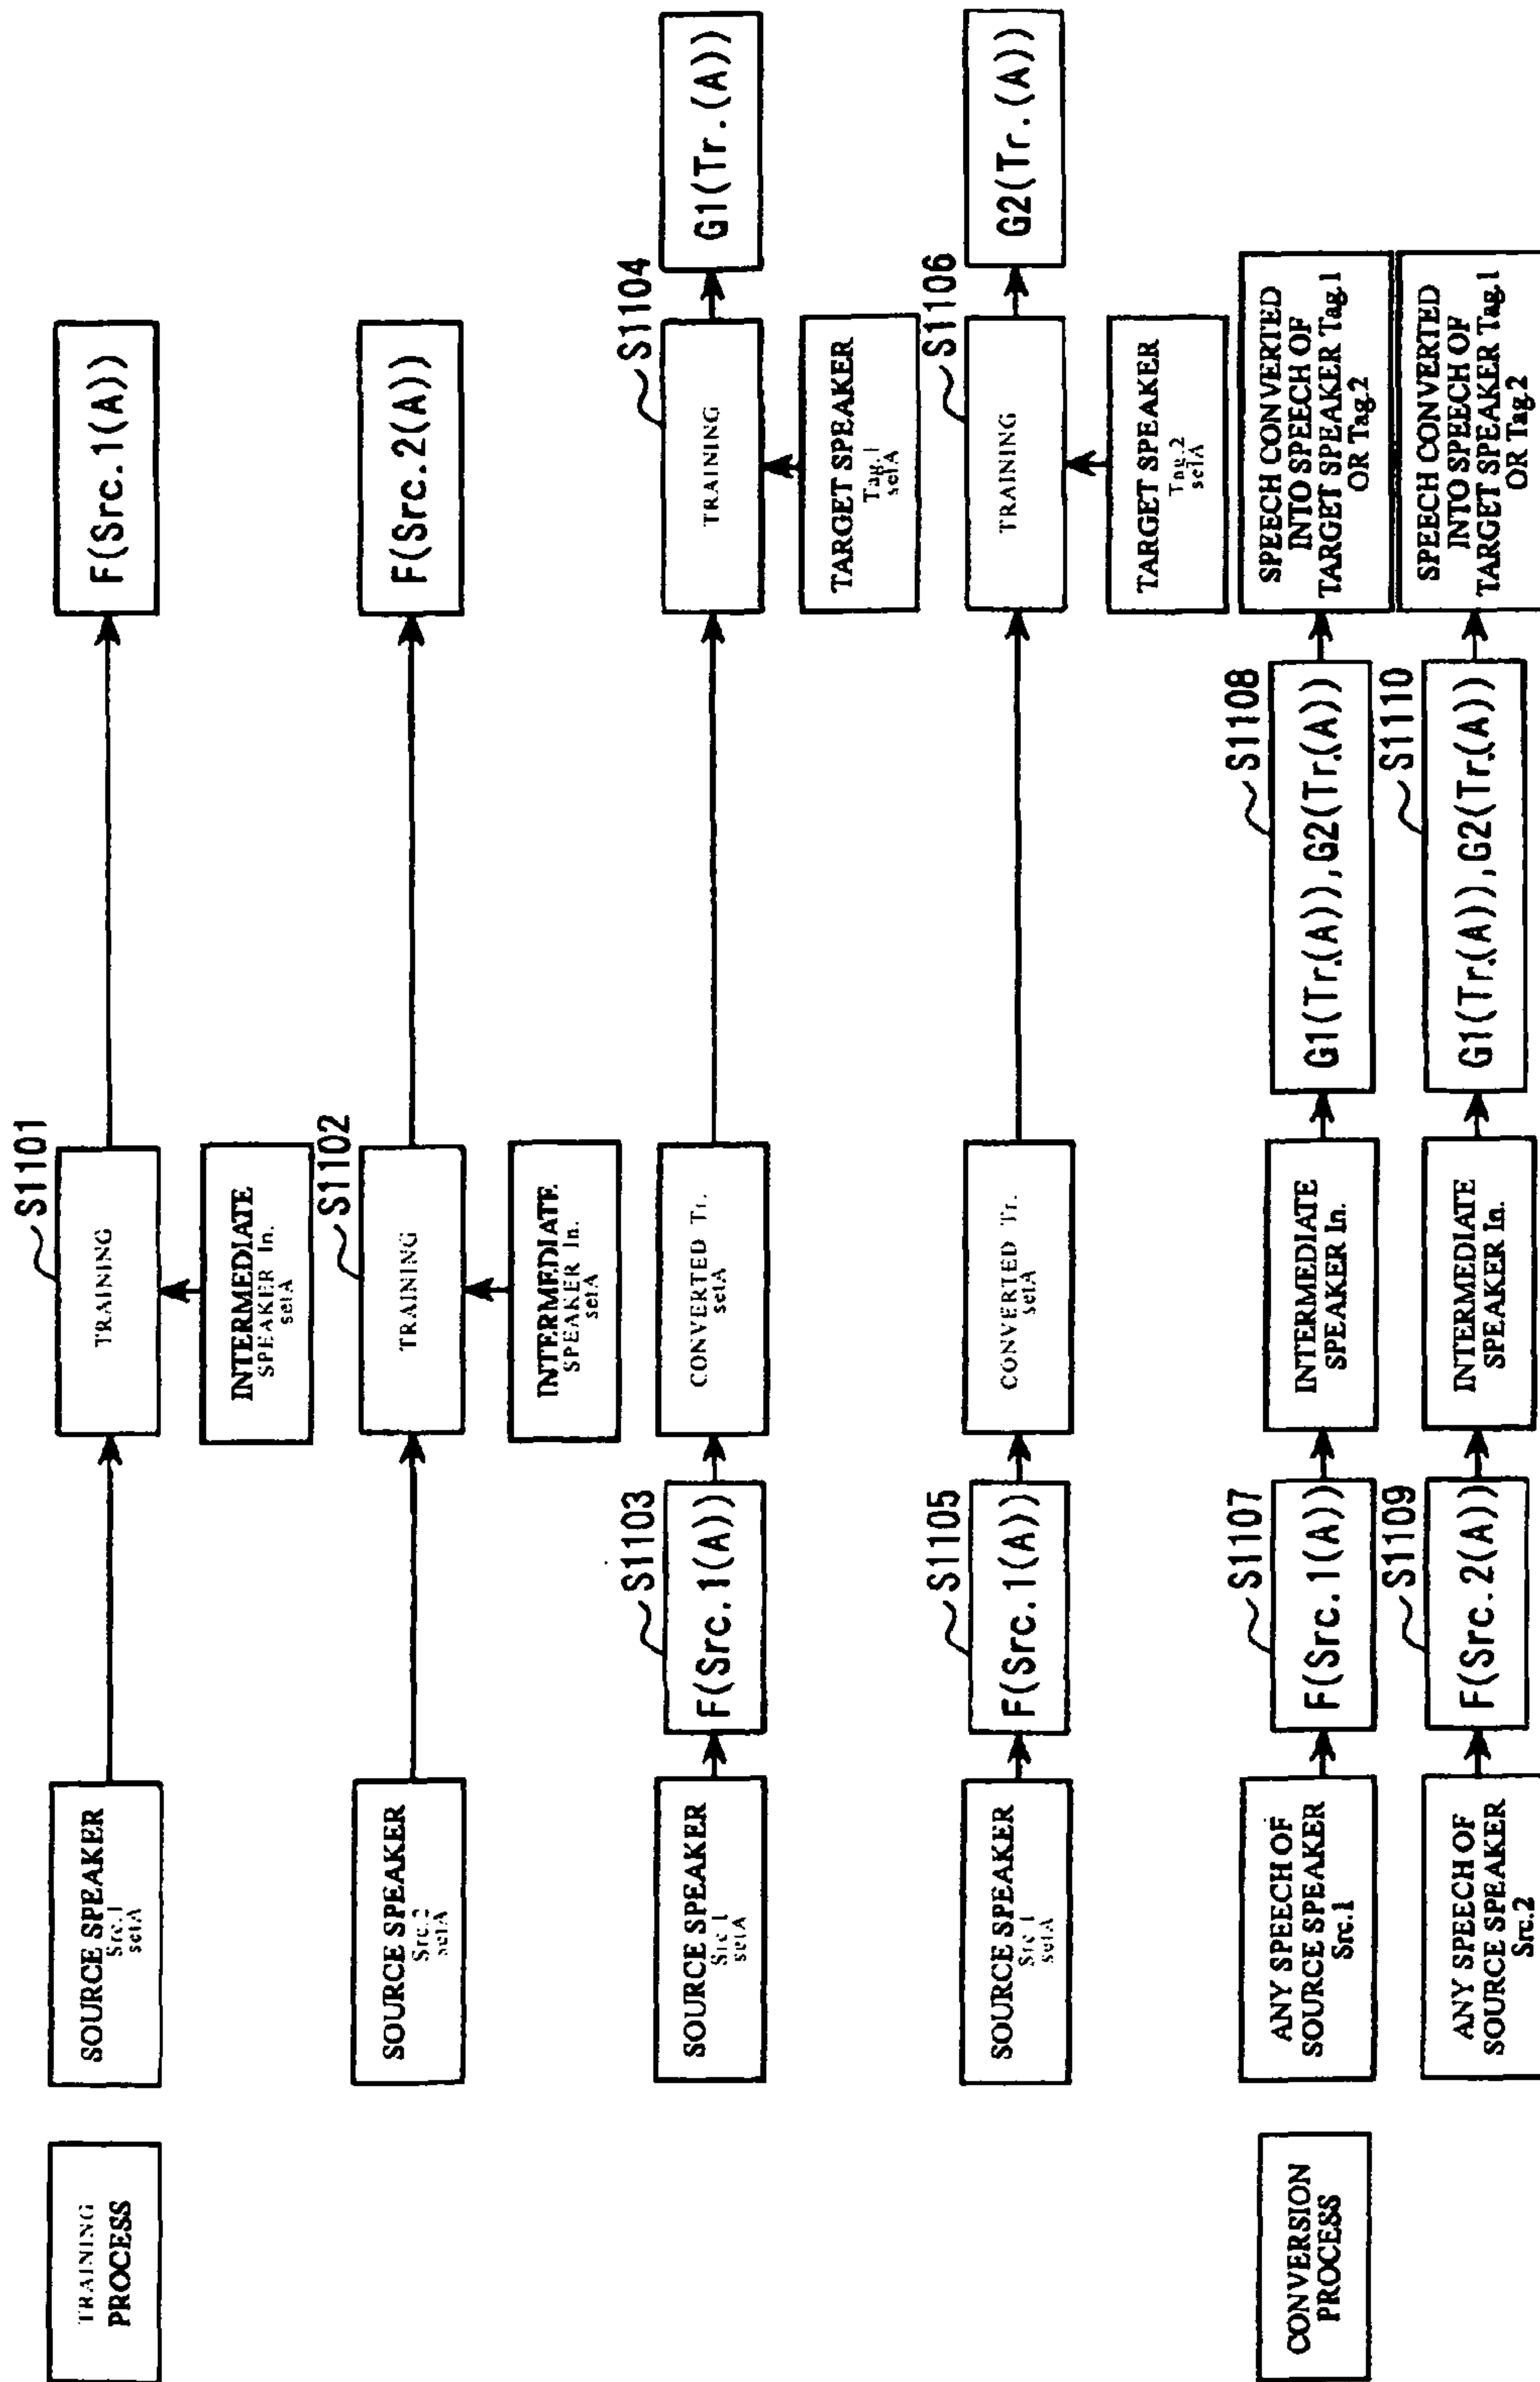 TRAINING
PROCESS
SOURCE SPEAKER
Src.1
setA
S1101
TRAINING
INTERMEDIATE
SPEAKER In.
setA
F(Src.1(A))
SOURCE SPEAKER
Src.2
setA
S1102
TRAINING
INTERMEDIATE
SPEAKER In.
setA
F(Src.2(A))
SOURCE SPEAKER
Src.1
setA
S1103
F(Src.1(A))
CONVERTED Tr.
setA
S1104
TRAINING
TARGET SPEAKER
Tag.1
setA
G1(Tr.(A))
SOURCE SPEAKER
Src.1
setA
S1105
F(Src.1(A))
CONVERTED Tr.
setA
S1106
TRAINING
TARGET SPEAKER
Tag.2
setA
G2(Tr.(A))
CONVERSION
PROCESS
ANY SPEECH OF
SOURCE SPEAKER
Src.1
S1107
F(Src.1(A))
INTERMEDIATE
SPEAKER In.
S1108
G1(Tr.(A)),G2(Tr.(A))
SPEECH CONVERTED
INTO SPEECH OF
TARGET SPEAKER Tag.1
OR Tag.2
ANY SPEECH OF
SOURCE SPEAKER
Src.2
S1109
F(Src.2(A))
INTERMEDIATE
SPEAKER In.
S1110
G1(Tr.(A)),G2(Tr.(A))
SPEECH CONVERTED
INTO SPEECH OF
TARGET SPEAKER Tag.1
OR Tag.2